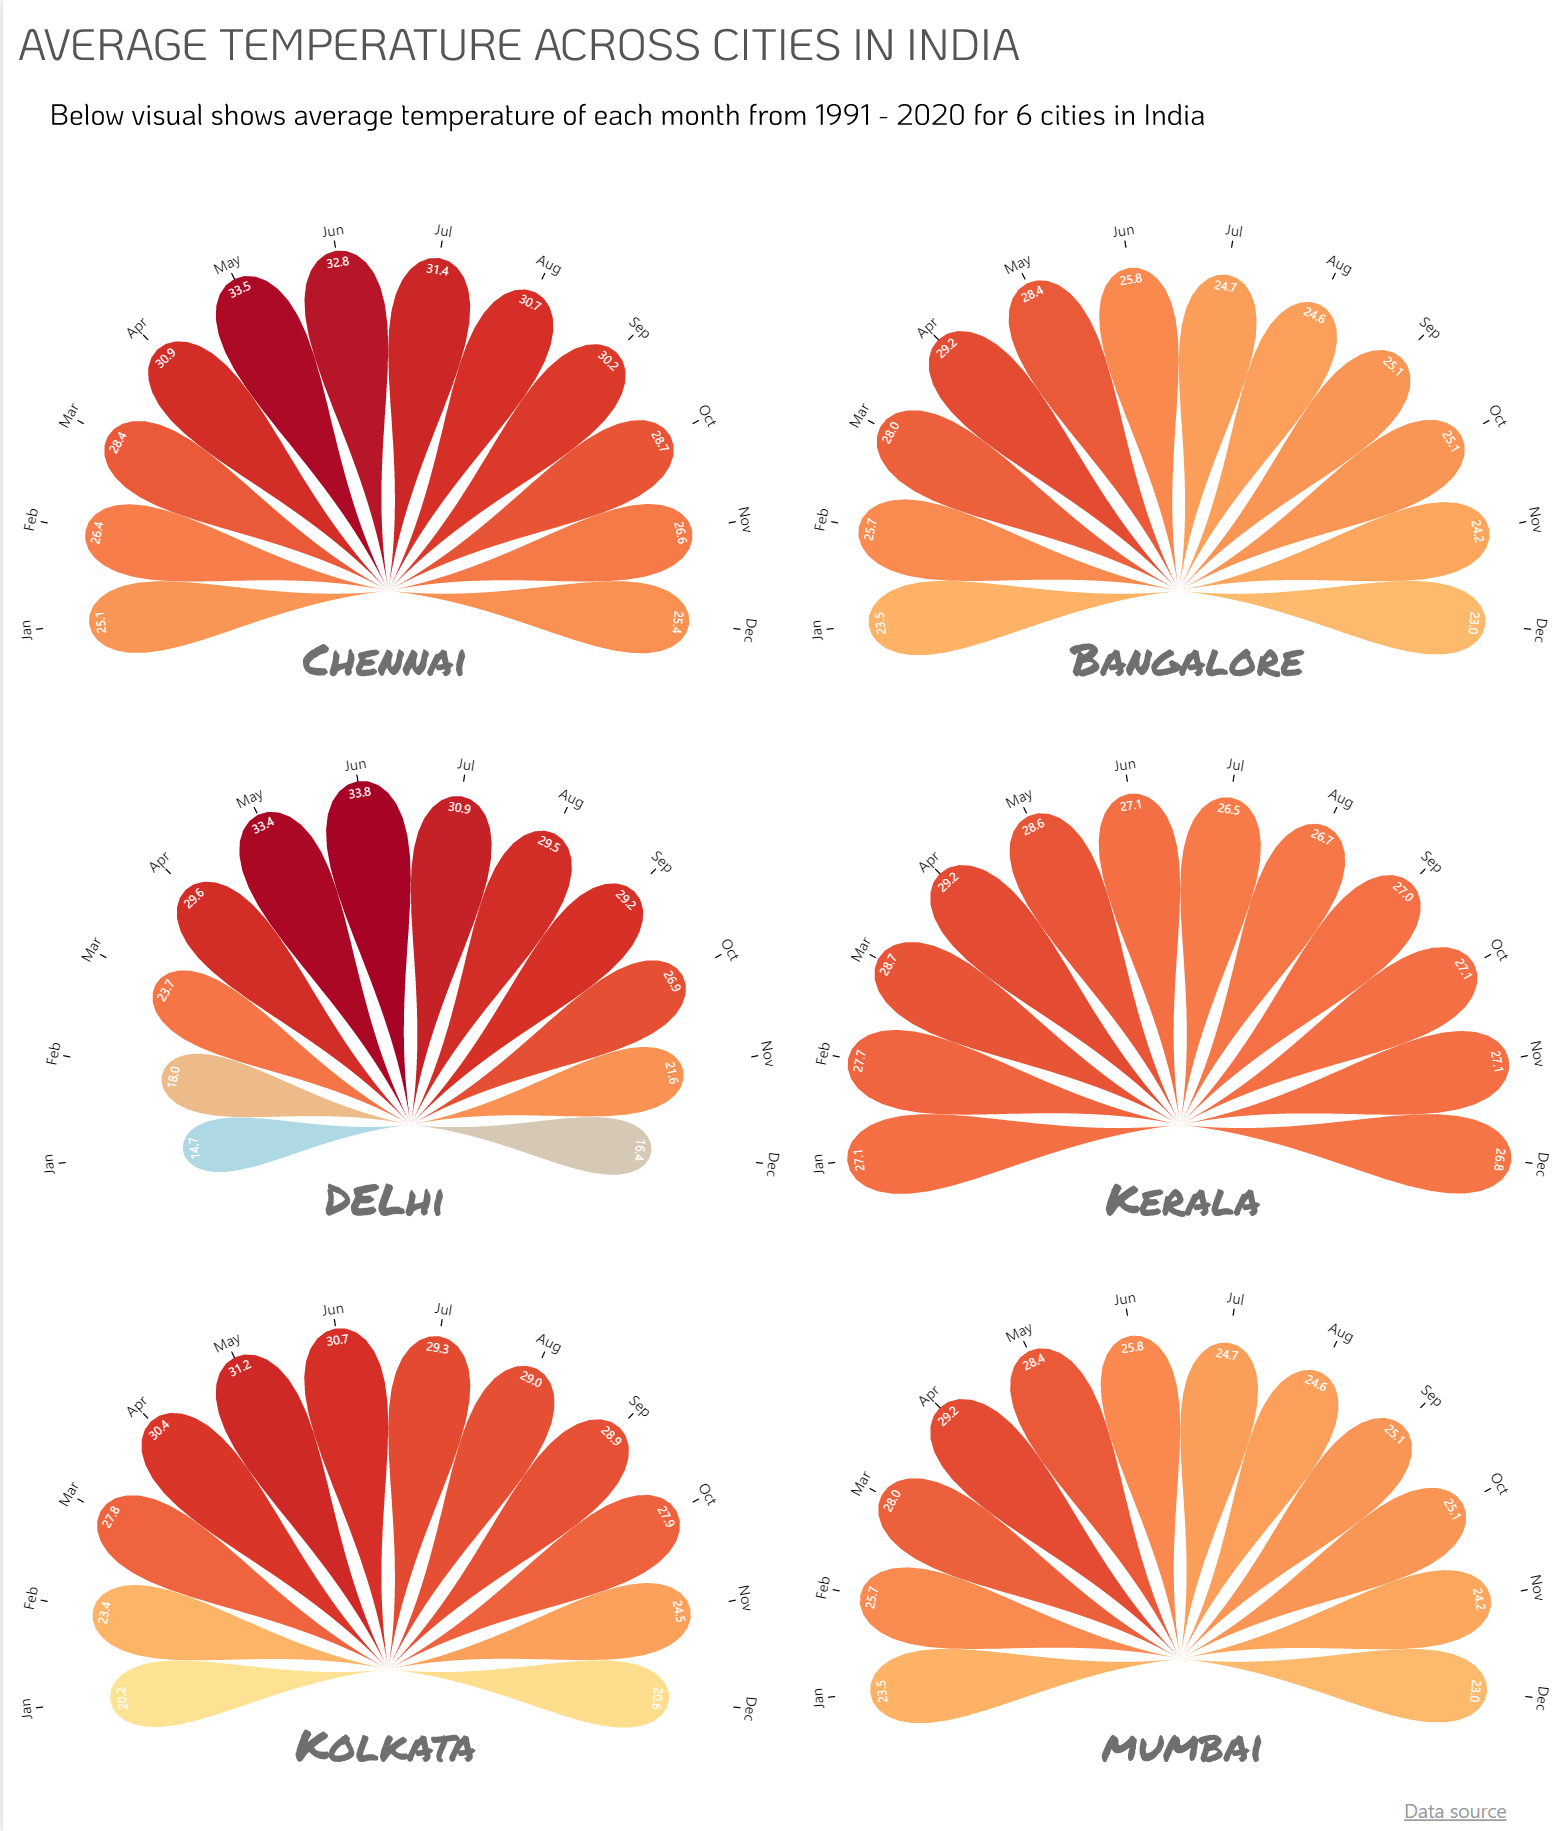 AVERAGE TEMPERATURE ACROSS CITIES IN INDIA
Below visual shows average temperature of each month from 1991 - 2020 for 6 cities in India
Jan
Feb
Mar
Apr
May
Jun
Jul
Aug
Sep
Oct
Nov
Dec
25.1
26.4
28.4
30.9
33.5
32.8
31.4
30.7
30.2
28.7
26.6
25.4
CHENNAI
Jan
Feb
Mar
Apr
May
Jun
Jul
Aug
Sep
Oct
Nov
Dec
23.5
25.7
28.0
29.2
28.4
25.8
24.7
24.6
25.1
25.1
24.2
23.0
BANGALORE
Jan
Feb
Mar
Apr
May
Jun
Jul
Aug
Sep
Oct
Nov
Dec
14.7
18.0
23.7
29.6
33.4
33.8
30.9
29.5
29.2
26.9
21.6
16.4
DELhi
Jan
Feb
Mar
Apr
May
Jun
Jul
Aug
Sep
Oct
Nov
Dec
27.1
27.7
28.7
29.2
28.6
27.1
26.5
26.7
27.0
27.1
27.1
26.8
KERALA
Jan
Feb
Mar
Apr
May
Jun
Jul
Aug
Sep
Oct
Nov
Dec
20.2
23.4
27.8
30.4
31.2
30.7
29.3
29.0
28.9
27.9
24.5
20.6
KOLKATA
Jan
Feb
Mar
Apr
May
Jun
Jul
Aug
Sep
Oct
Nov
Dec
23.5
25.7
28.0
29.2
28.4
25.8
24.7
24.6
25.1
25.1
24.2
23.0
MUMBAI
Data source